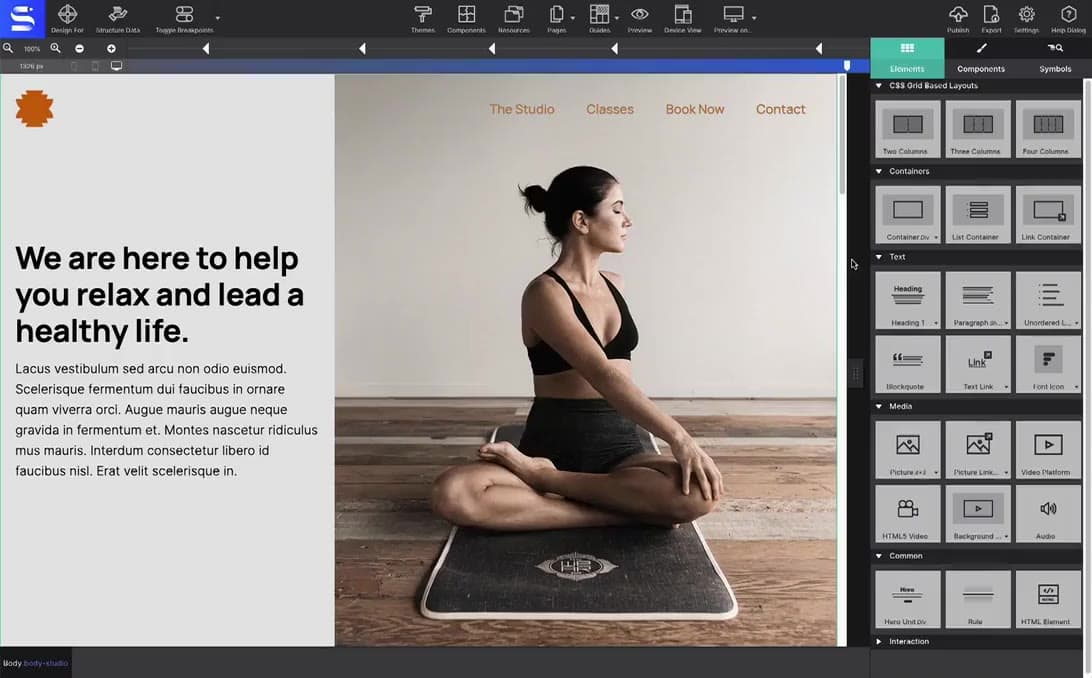 Design For
Structure Data
Toggle Breakpoints
Themes
Components
Resources
Pages
Guides
Preview
Device View
Preview on...
Publish
Export
Settings
Help Dialog
100%
1326 px
Elements
Components
Symbols
The Studio
Classes
Book Now
Contact
We are here to help
you relax and lead a
healthy life.
Lacus vestibulum sed arcu non odio euismod.
Scelerisque fermentum dui faucibus in ornare
quam viverra orci. Augue mauris augue neque
gravida in fermentum et. Montes nascetur ridiculus
mus mauris. Interdum consectetur libero id
faucibus nisl. Erat velit scelerisque in.
CSS Grid Based Layouts
Two Columns
Three Columns
Four Columns
Containers
Container Div
List Container
Link Container
Text
Heading
Heading 1
Paragraph
Unordered L...
Blockquote
Link
Text Link
Font Icon
Media
Picture
Picture Link...
Video Platform
HTML5 Video
Background ...
Audio
Common
Hero
Hero Unit Div
Rule
HTML Element
Interaction
Body body-studio